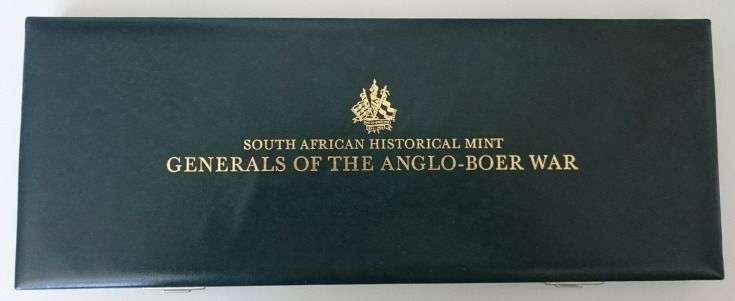 SOUTH AFRICAN HISTORICAL MINT
GENERALS OF THE ANGLO-BOER WAR